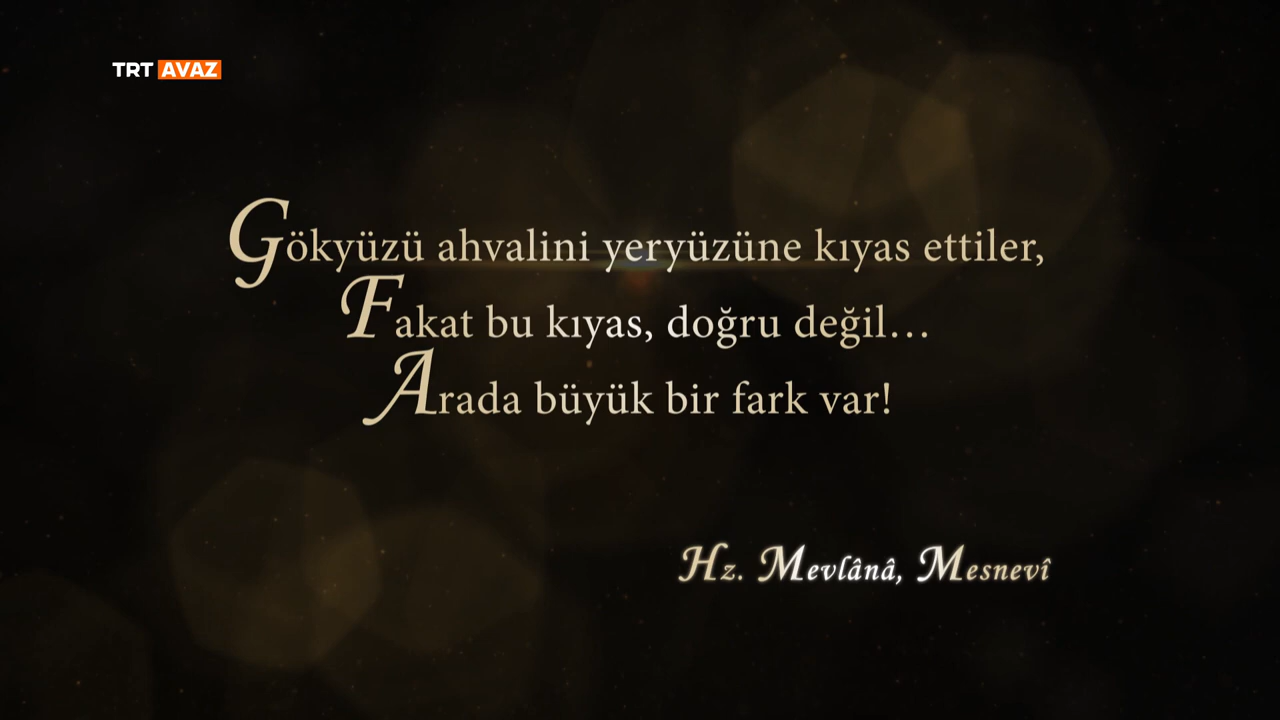 TRT AVAZ
Gökyüzü ahvalini yeryüzüne kıyas ettiler,
Fakat bu kıyas, doğru değil...
Arada büyük bir fark var!
Hz. Mevlânâ, Mesnevî